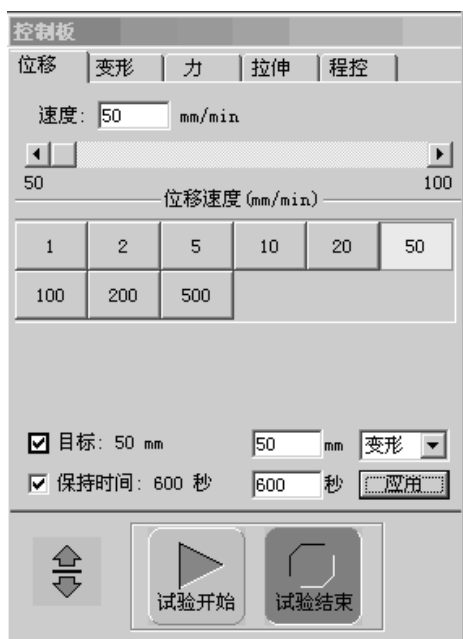 控制板
位移 变形 力 拉伸 程控
速度: 50 mm/min
50 100
位移速度(mm/min)
1 2 5 10 20 50
100 200 500
目标: 50 mm 50 mm 变形
保持时间: 600 秒 600 秒 应用
试验开始 试验结束